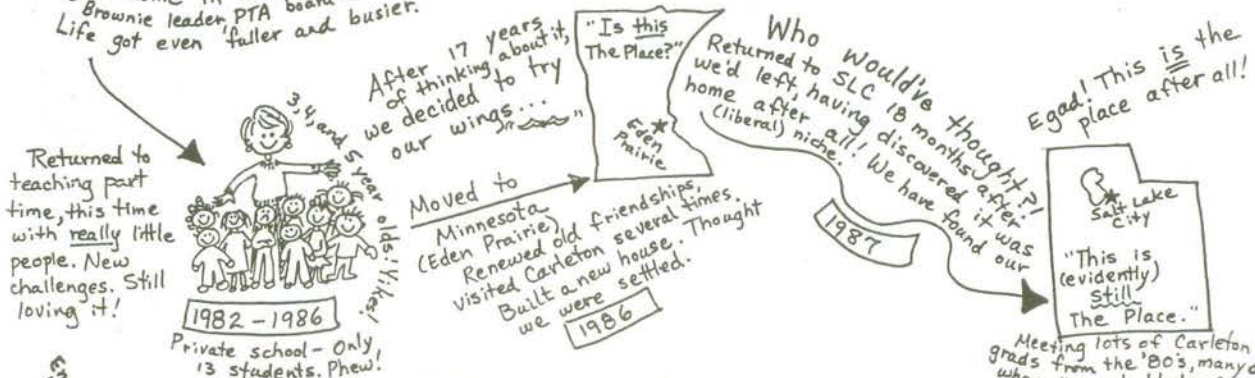 Brownie leader, PTA board
Life got even fuller and busier.
Returned to
teaching part
time, this time
with really little
people. New
challenges. Still
loving it!
3, 4, and 5 year olds! Yikes!
1982 - 1986
Private school - Only
13 students. Phew!
After 17 years
of thinking about it,
we decided to try
our wings...
Moved to
Minnesota
(Eden Prairie)
Renewed old friendships,
visited Carleton several times.
Built a new house. Thought
we were settled.
1986
"Is this
The Place?"
Eden
Prairie
Who would've thought?!
Returned to SLC 18 months after
we'd left, having discovered it was
home after all! We have found our
(liberal) niche.
1987
Egad! This is the
place after all!
Salt Lake
City
"This is
(evidently)
still
The Place."
Meeting lots of Carleton
grads from the '80's, many